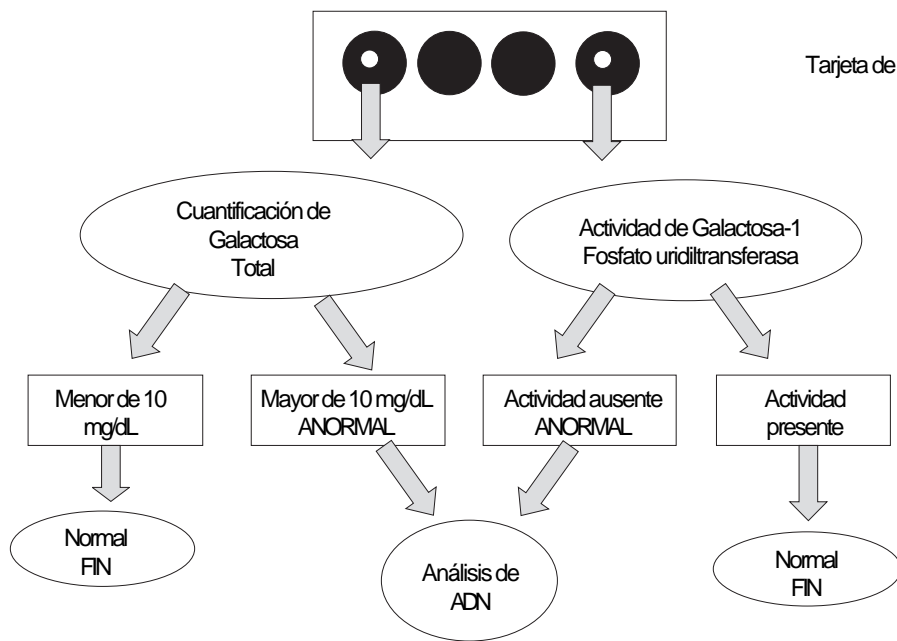 Tarjeta de
Cuantificación de
Galactosa
Total
Actividad de Galactosa-1
Fosfato uridiltransferasa
Menor de 10
mg/dL
Mayor de 10 mg/dL
ANORMAL
Actividad ausente
ANORMAL
Actividad
presente
Normal
FIN
Análisis de
ADN
Normal
FIN